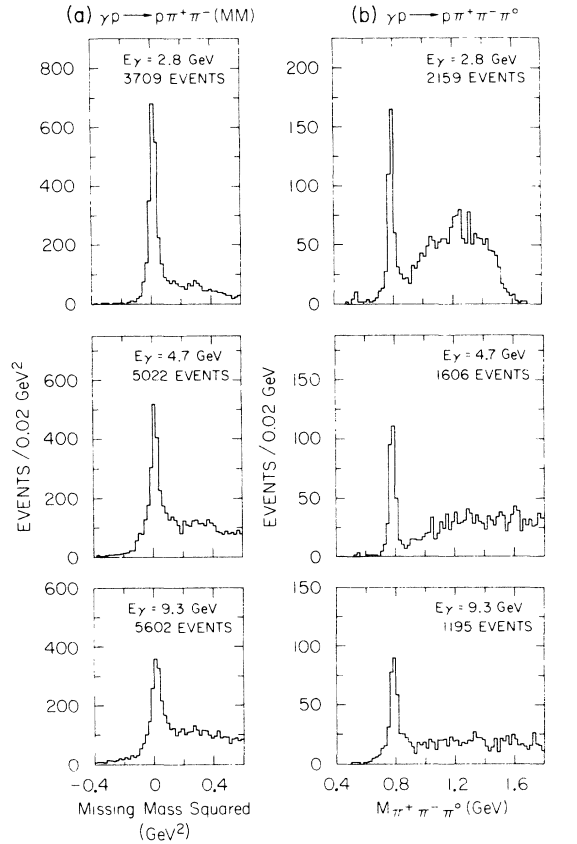 (a) γp → pπ⁺π⁻(MM)
(b) γp → pπ⁺π⁻π⁰
Eγ = 2.8 GeV
3709 EVENTS
800
600
400
200
0
Eγ = 2.8 GeV
2159 EVENTS
200
150
100
50
0
Eγ = 4.7 GeV
5022 EVENTS
600
400
200
0
Eγ = 4.7 GeV
1606 EVENTS
150
100
50
0
Eγ = 9.3 GeV
5602 EVENTS
600
400
200
0
Eγ = 9.3 GeV
1195 EVENTS
150
100
50
0
EVENTS/0.02 GeV²
EVENTS/0.02 GeV
-0.4 0 0.4
0.4 0.8 1.2 1.6
Missing Mass Squared
(GeV²)
Mπ⁺π⁻π⁰ (GeV)